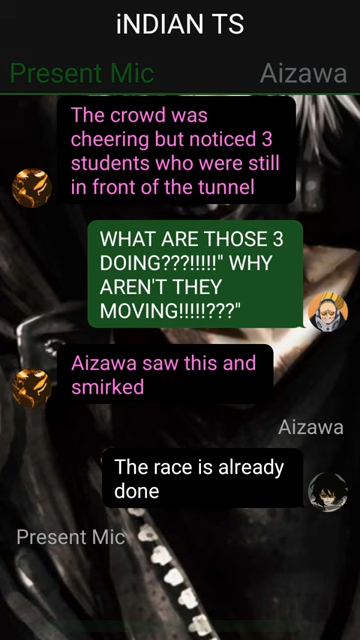 iNDIAN TS
Present Mic
Aizawa
The crowd was
cheering but noticed 3
students who were still
in front of the tunnel
WHAT ARE THOSE 3
DOING???!!!!!" WHY
AREN'T THEY
MOVING!!!!!???"
Aizawa saw this and
smirked
Aizawa
The race is already
done
Present Mic